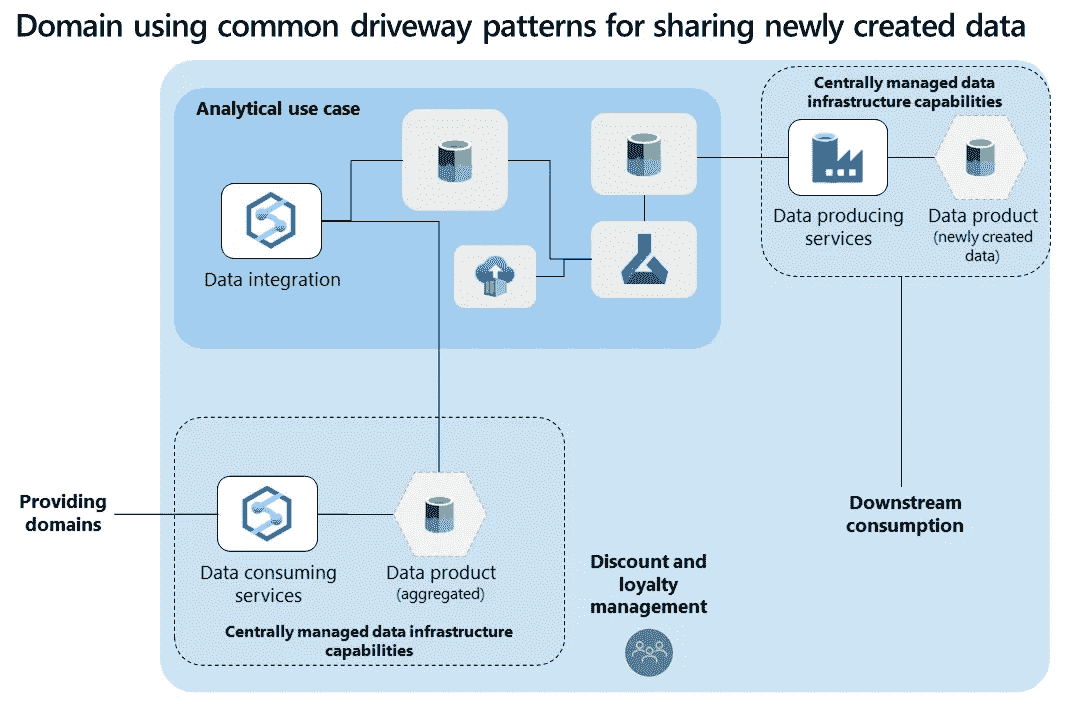 Domain using common driveway patterns for sharing newly created data
Analytical use case
Data integration
Centrally managed data
infrastructure capabilities
Data producing
services
Data product
(newly created
data)
Providing
domains
Data consuming
services
Data product
(aggregated)
Centrally managed data infrastructure
capabilities
Discount and
loyalty
management
Downstream
consumption